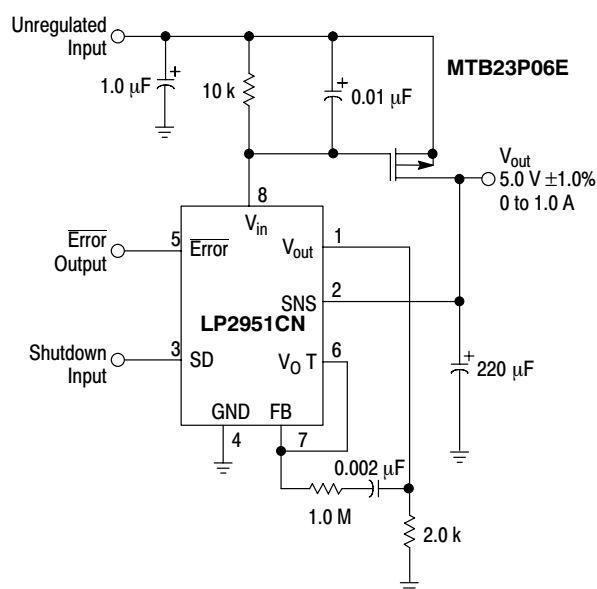 Unregulated
Input
MTB23P06E
1.0 μF
+
10 k
+
0.01 μF
Vout
5.0 V ±1.0%
0 to 1.0 A
8
Vin
Error
Output
5
Error
Vout
1
SNS
2
LP2951CN
Shutdown
Input
3
SD
VO T
6
+
220 μF
GND
FB
4
7
0.002 μF
1.0 M
2.0 k